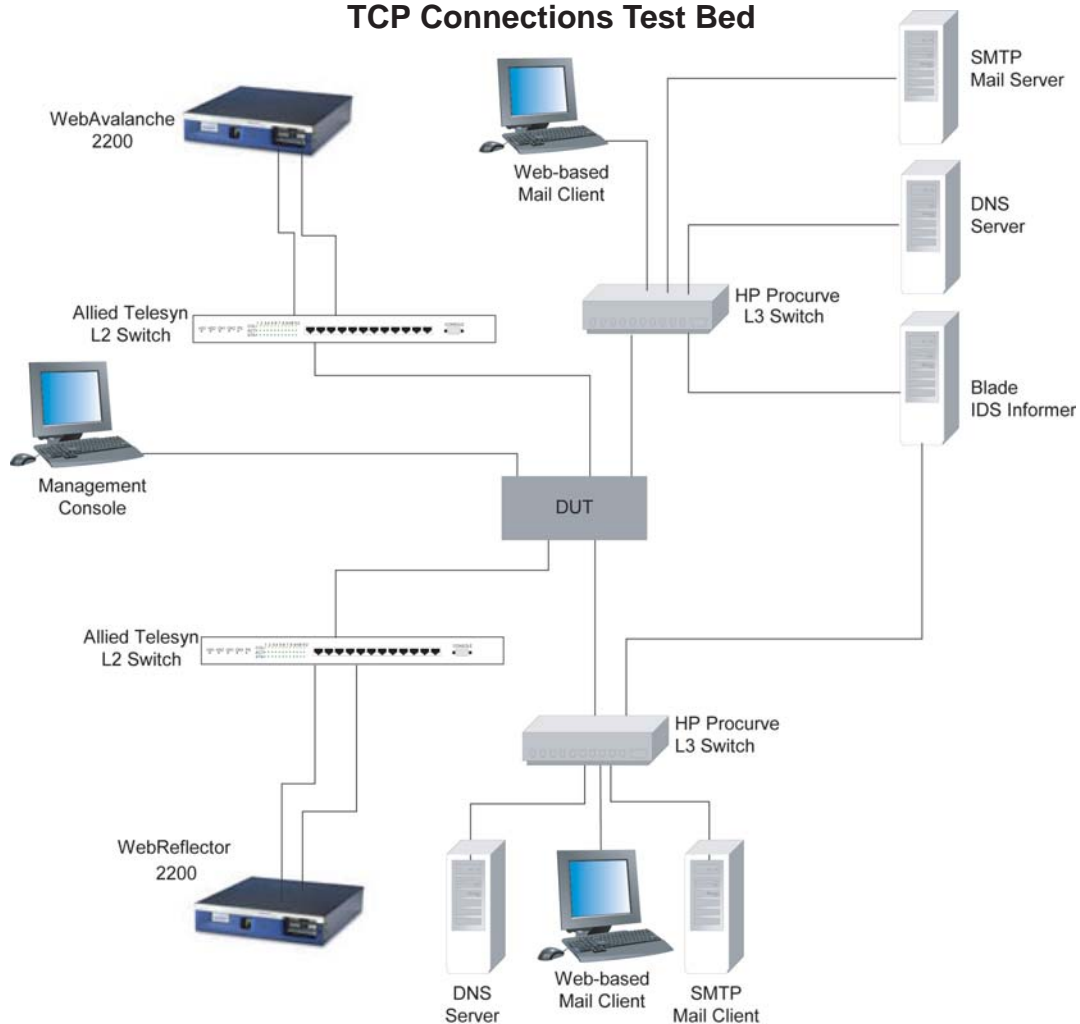 TCP Connections Test Bed
WebAvalanche
2200
Web-based
Mail Client
SMTP
Mail Server
DNS
Server
Allied Telesyn
L2 Switch
CONSOLE
HP Procurve
L3 Switch
Blade
IDS Informer
Management
Console
DUT
Allied Telesyn
L2 Switch
CONSOLE
HP Procurve
L3 Switch
WebReflector
2200
DNS
Server
Web-based
Mail Client
SMTP
Mail Client